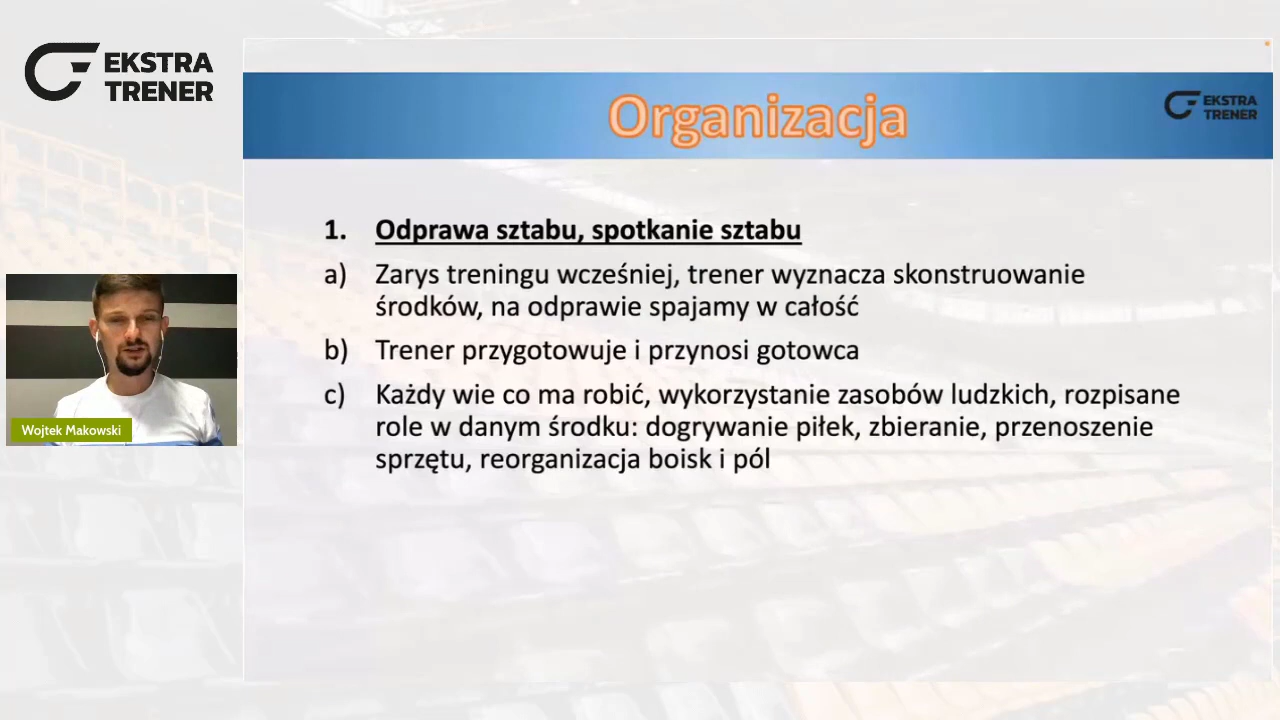 EKSTRA
TRENER
Organizacja
EKSTRA
TRENER
1. Odprawa sztabu, spotkanie sztabu
a) Zarys treningu wcześniej, trener wyznacza skonstruowanie
środków, na odprawie spajamy w całość
b) Trener przygotowuje i przynosi gotowca
c) Każdy wie co ma robić, wykorzystanie zasobów ludzkich, rozpisane
role w danym środku: dogrywanie piłek, zbieranie, przenoszenie
sprzętu, reorganizacja boisk i pól
Wojtek Makowski